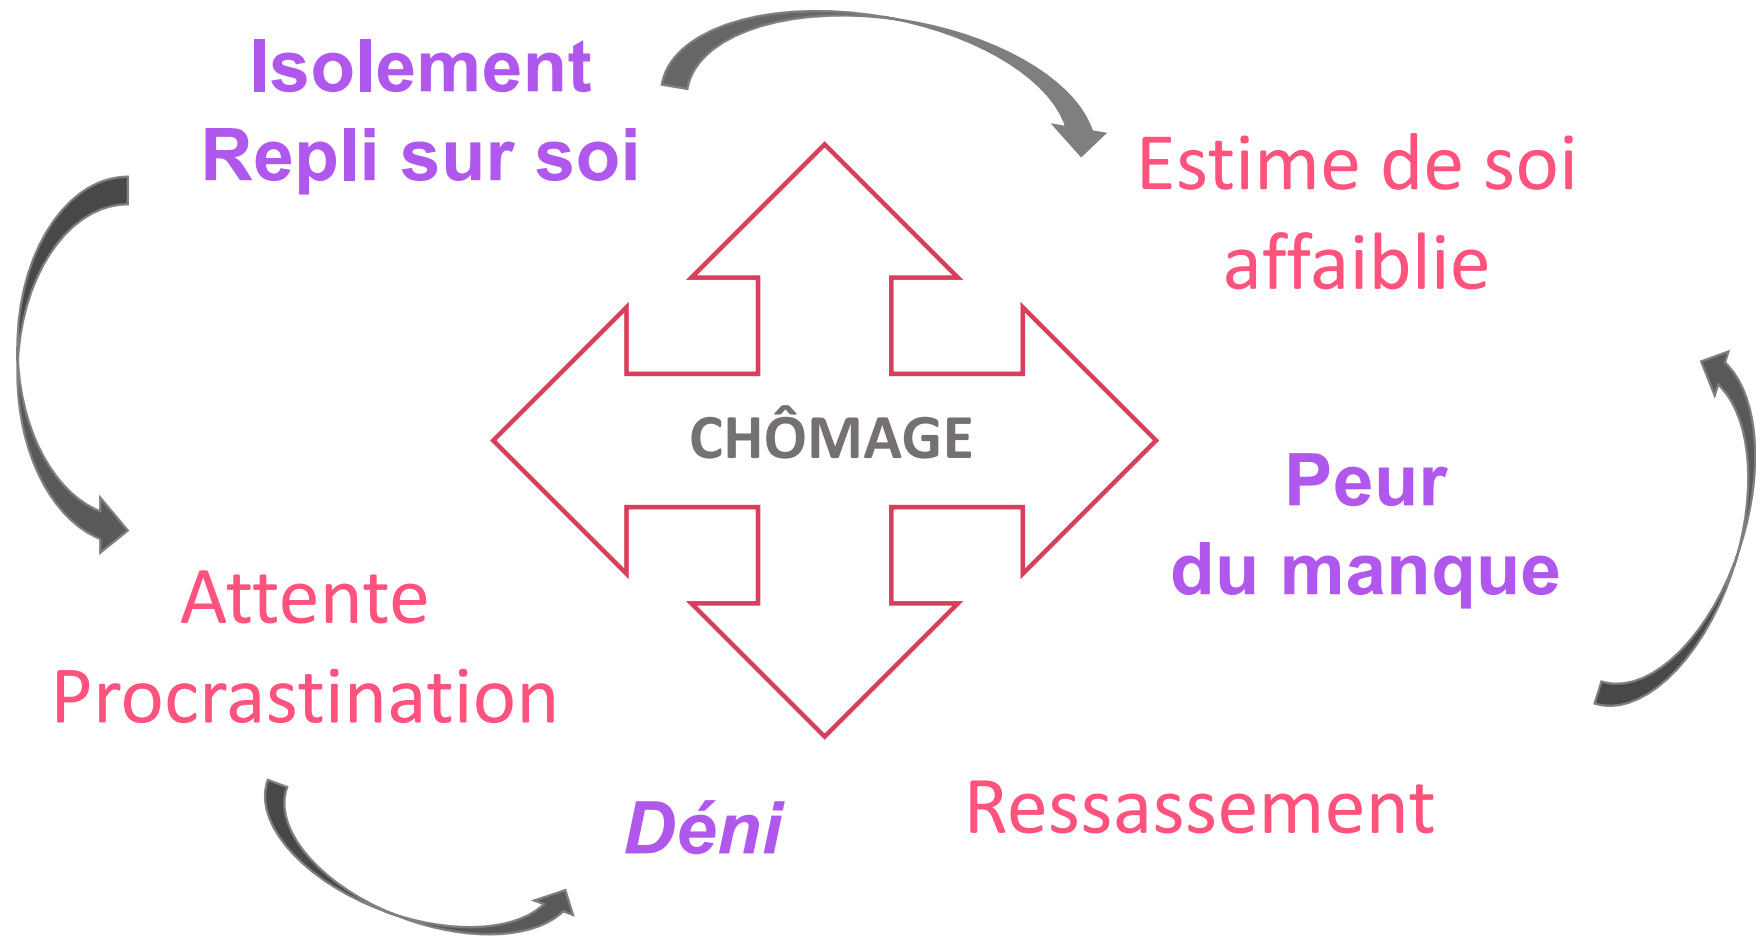 Isolement
Repli sur soi
Estime de soi
affaiblie
CHÔMAGE
Peur
du manque
Attente
Procrastination
Déni
Ressassement